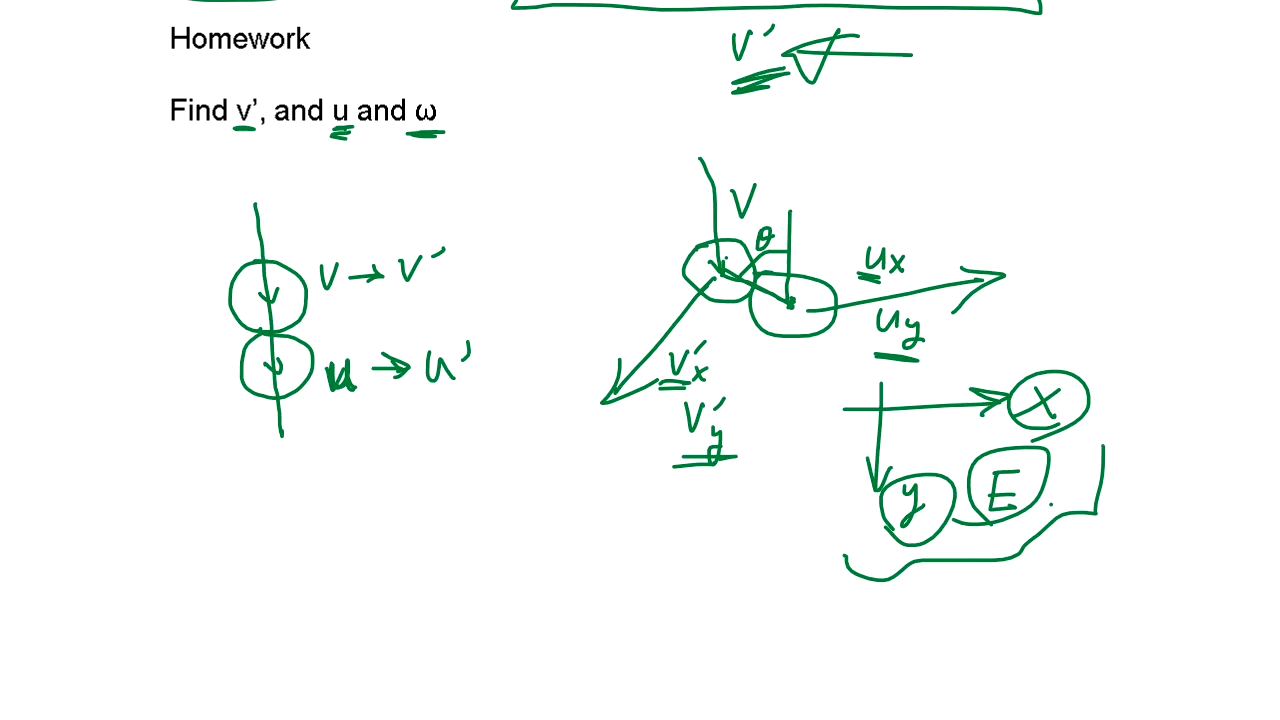 Homework
v'
Find v', and u and ω
V
θ
V → V'
u → u'
ux
uy
V'x
V'y
x
y
E